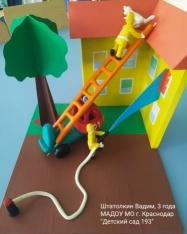 Штатолкин Вадим, 3 года
МАДОУ МО г. Краснодар
"Детский сад 193"